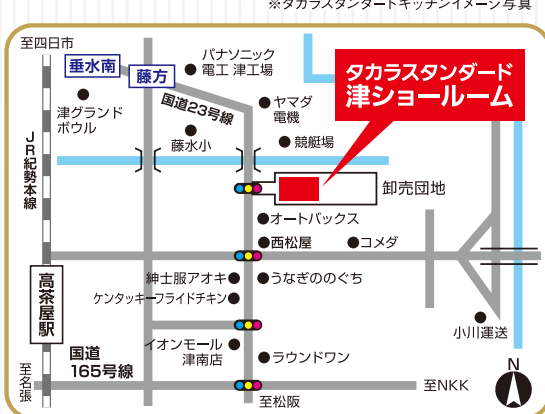 ※タカラスタンダードキッチンイメージ写真
至四日市
垂水南
藤方
パナソニック
電工 津工場
タカラスタンダード
津ショールーム
津グランド
ボウル
国道23号線
ヤマダ
電機
藤水小
競艇場
JR紀勢本線
卸売団地
オートバックス
西松屋
コメダ
高茶屋駅
紳士服アオキ
うなぎののぐち
ケンタッキーフライドチキン
小川運送
イオンモール
津南店
ラウンドワン
国道
165号線
至名張
至NKK
至松阪
N